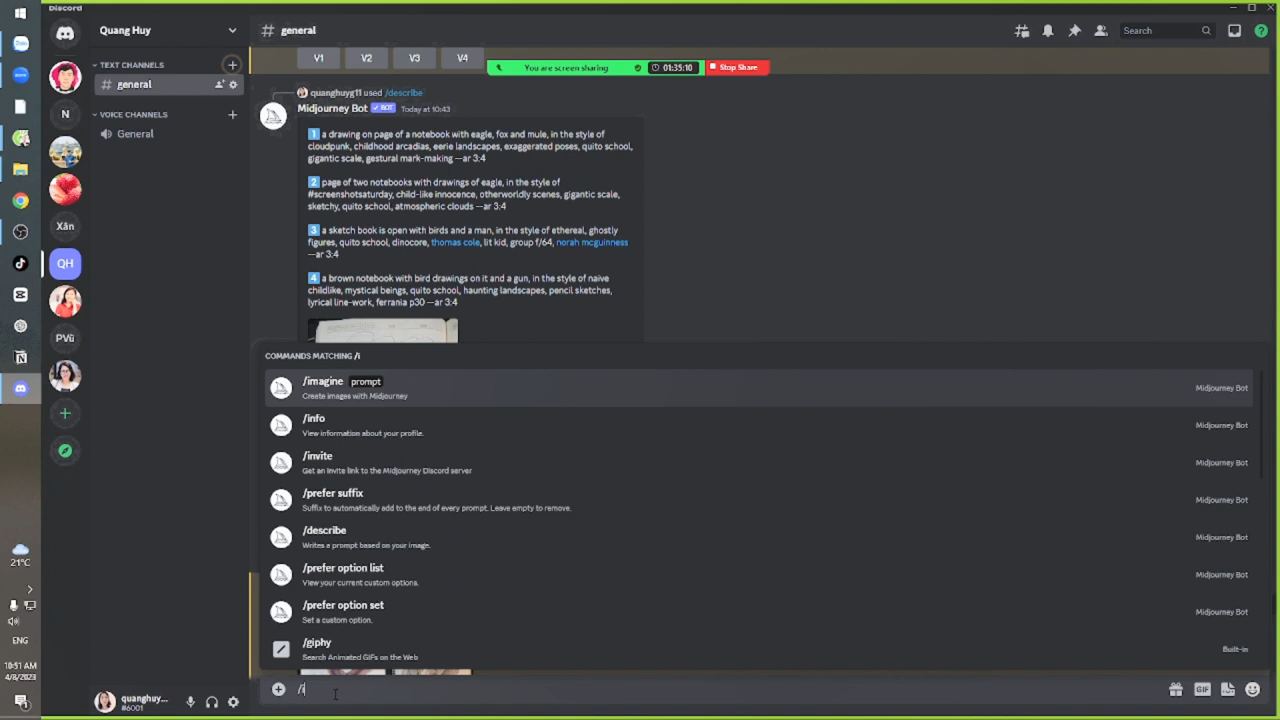 Discord
Quang Huy
# general
Search
V1 V2 V3 V4
You are screen sharing 01:35:10 Stop Share
TEXT CHANNELS
# general
VOICE CHANNELS
General
N
Xân
QH
PVũ
quanghuyg11 used /describe
Midjourney Bot BOT Today at 10:43
1 a drawing on page of a notebook with eagle, fox and mule, in the style of
cloudpunk, childhood arcadias, eerie landscapes, exaggerated poses, quito school,
gigantic scale, gestural mark-making —ar 3:4
2 page of two notebooks with drawings of eagle, in the style of
#screenshotsaturday, child-like innocence, otherworldly scenes, gigantic scale,
sketchy, quito school, atmospheric clouds —ar 3:4
3 a sketch book is open with birds and a man, in the style of ethereal, ghostly
figures, quito school, dinocore, thomas cole, lit kid, group f/64, norah mcguinness
—ar 3:4
4 a brown notebook with bird drawings on it and a gun, in the style of naive
childlike, mystical beings, quito school, haunting landscapes, pencil sketches,
lyrical line-work, ferrania p30 —ar 3:4
COMMANDS MATCHING /i
/imagine prompt
Create images with Midjourney
Midjourney Bot
/info
View information about your profile.
Midjourney Bot
/invite
Get an invite link to the Midjourney Discord server
Midjourney Bot
/prefer suffix
Suffix to automatically add to the end of every prompt. Leave empty to remove.
Midjourney Bot
/describe
Writes a prompt based on your image.
Midjourney Bot
/prefer option list
View your current custom options.
Midjourney Bot
/prefer option set
Set a custom option.
Midjourney Bot
/giphy
Search Animated GIFs on the Web
Built-in
/i
GIF
quanghuy...
#6001
21°C
ENG
10:51 AM
4/8/2023